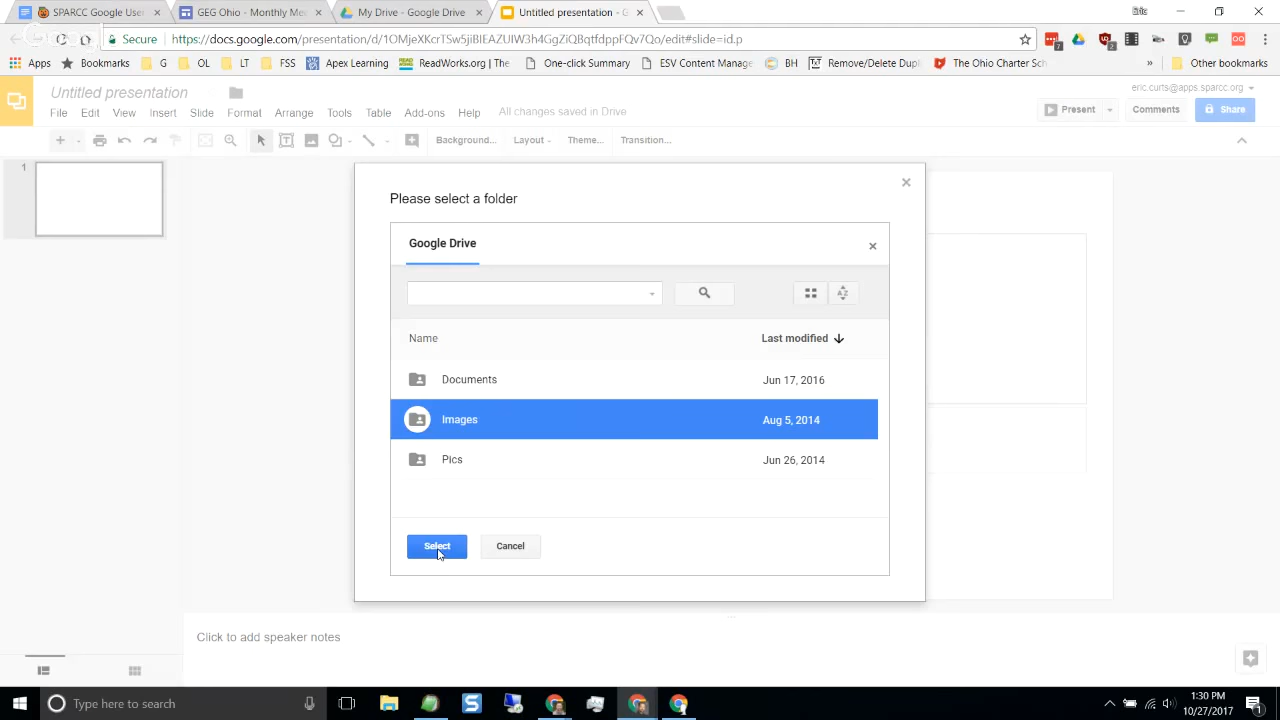 SPARCC Google User
GEG Ohio - Monthly Me
My Drive - Google Drive
Untitled presentation - G
Secure
https://docs.google.com/presentation/d/1OMjeXKcrTSw5jiBIEAZUIW3h4GgZiQBqtfdppFQv7Qo/edit#slide=id.p
7
2
Apps
Bookmarks
G
OL
LT
FSS
Apex Learning
ReadWorks.org | The
One-click Summary
ESV Content Manage
BH
Remove/Delete Dupl
The Ohio Charter Sch
»
Other bookmarks
Untitled presentation
eric.curts@apps.sparcc.org
File Edit View Insert Slide Format Arrange Tools Table Add-ons Help
All changes saved in Drive
Present
Comments
Share
Background...
Layout
Theme...
Transition...
1
Please select a folder
Google Drive
Name
Last modified
Documents
Jun 17, 2016
Images
Aug 5, 2014
Pics
Jun 26, 2014
Select
Cancel
Click to add speaker notes
Type here to search
1:30 PM
10/27/2017